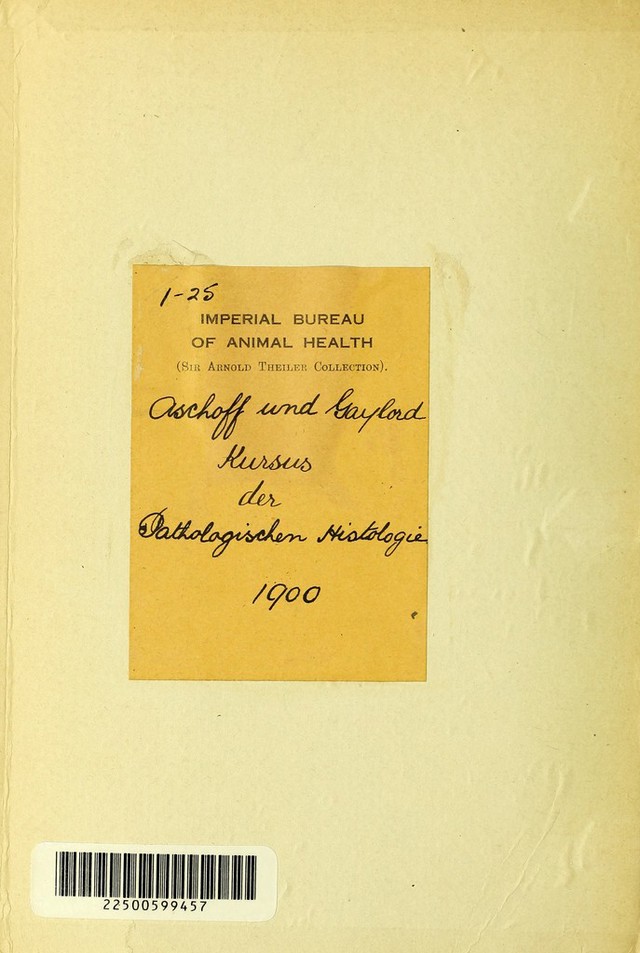 1-25
IMPERIAL BUREAU
OF ANIMAL HEALTH
(Sir Arnold Theiler Collection).
Aschoff und Gaylord
Kursus
der
Pathologischen Histologie
1900
22500599457